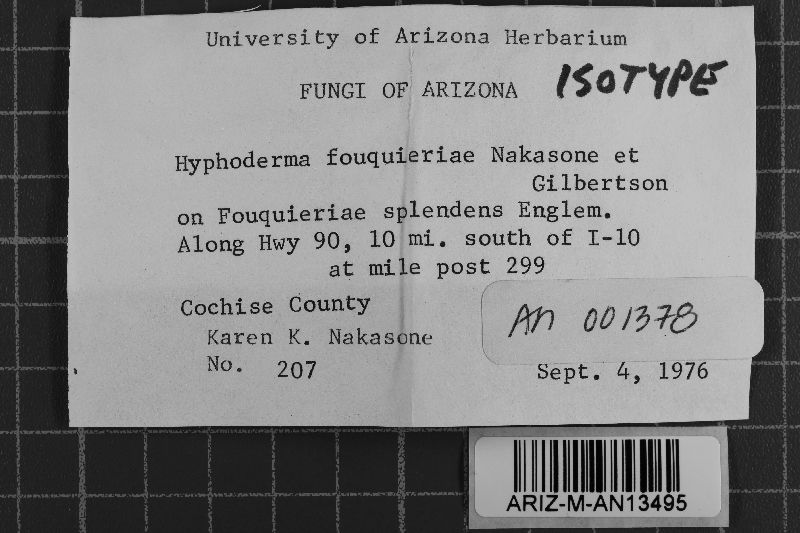 University of Arizona Herbarium
FUNGI OF ARIZONA ISOTYPE
Hyphoderma fouquieriae Nakasone et
Gilbertson
on Fouquieriae splendens Englem.
Along Hwy 90, 10 mi. south of I-10
at mile post 299
Cochise County
Karen K. Nakasone
No. 207
AN 001378
Sept. 4, 1976
ARIZ-M-AN13495